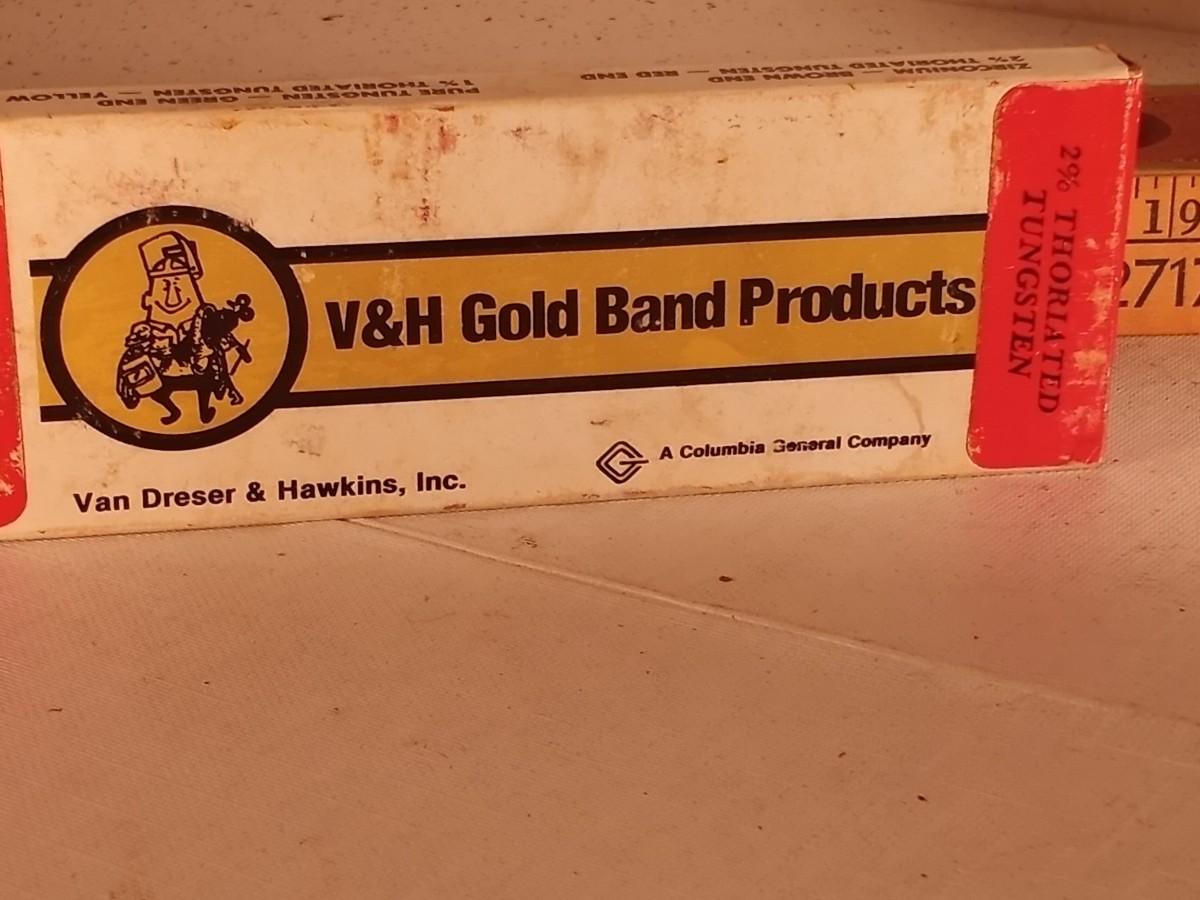 PURE TUNGSTEN — GREEN END
1% THORIATED TUNGSTEN — YELLOW
ZIRCONIUM — BROWN END
2% THORIATED TUNGSTEN — RED END
V&H Gold Band Products
2% THORIATED
TUNGSTEN
A Columbia General Company
Van Dreser & Hawkins, Inc.
19
2717